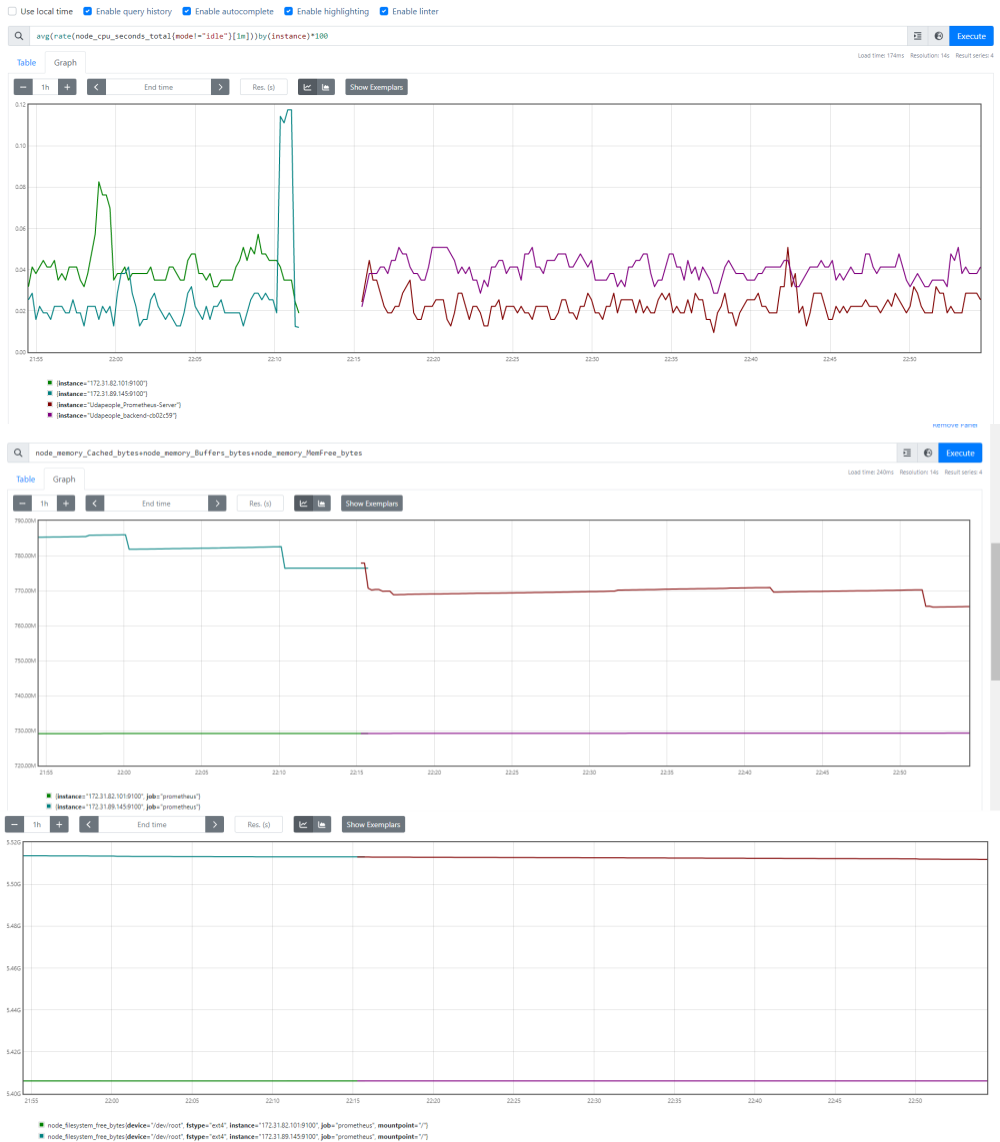 Use local time Enable query history Enable autocomplete Enable highlighting Enable linter
avg(rate(node_cpu_seconds_total{mode!="idle"}[1m]))by(instance)*100 Execute
Load time: 174ms Resolution: 14s Result series: 4
Table Graph
− 1h + < End time > Res. (s) Show Exemplars
0.12
0.10
0.08
0.06
0.04
0.02
0.00
21:55 22:00 22:05 22:10 22:15 22:20 22:25 22:30 22:35 22:40 22:45 22:50
{instance="172.31.82.101:9100"}
{instance="172.31.89.145:9100"}
{instance="Udapeople_Prometheus-Server"}
{instance="Udapeople_backend-cb02c59"}
Remove Panel
node_memory_Cached_bytes+node_memory_Buffers_bytes+node_memory_MemFree_bytes Execute
Load time: 240ms Resolution: 14s Result series: 4
Table Graph
− 1h + < End time > Res. (s) Show Exemplars
790.00M
780.00M
770.00M
760.00M
750.00M
740.00M
730.00M
720.00M
21:55 22:00 22:05 22:10 22:15 22:20 22:25 22:30 22:35 22:40 22:45 22:50
{instance="172.31.82.101:9100", job="prometheus"}
{instance="172.31.89.145:9100", job="prometheus"}
− 1h + < End time > Res. (s) Show Exemplars
5.52G
5.50G
5.48G
5.46G
5.44G
5.42G
5.40G
21:55 22:00 22:05 22:10 22:15 22:20 22:25 22:30 22:35 22:40 22:45 22:50
node_filesystem_free_bytes{device="/dev/root", fstype="ext4", instance="172.31.82.101:9100", job="prometheus", mountpoint="/"}
node_filesystem_free_bytes{device="/dev/root", fstype="ext4", instance="172.31.89.145:9100", job="prometheus", mountpoint="/"}